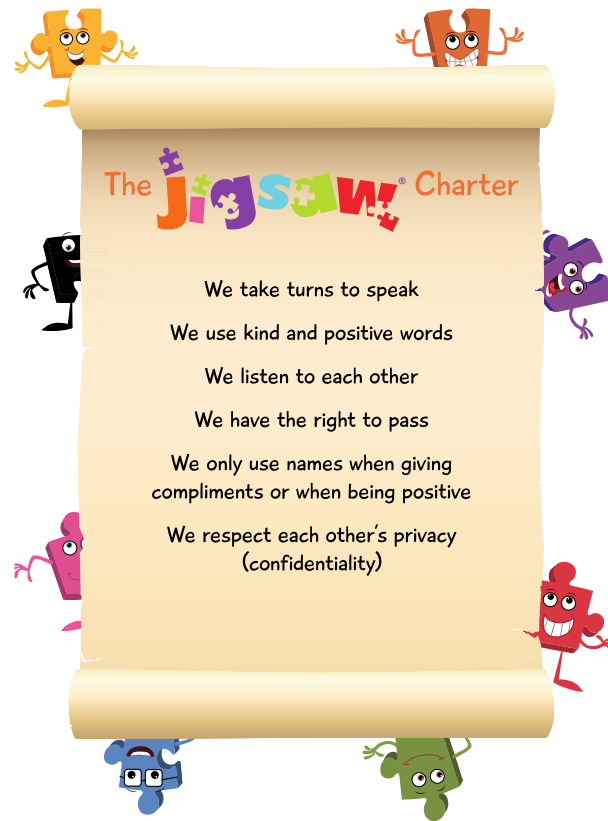 The jigsaw® Charter
We take turns to speak
We use kind and positive words
We listen to each other
We have the right to pass
We only use names when giving
compliments or when being positive
We respect each other's privacy
(confidentiality)